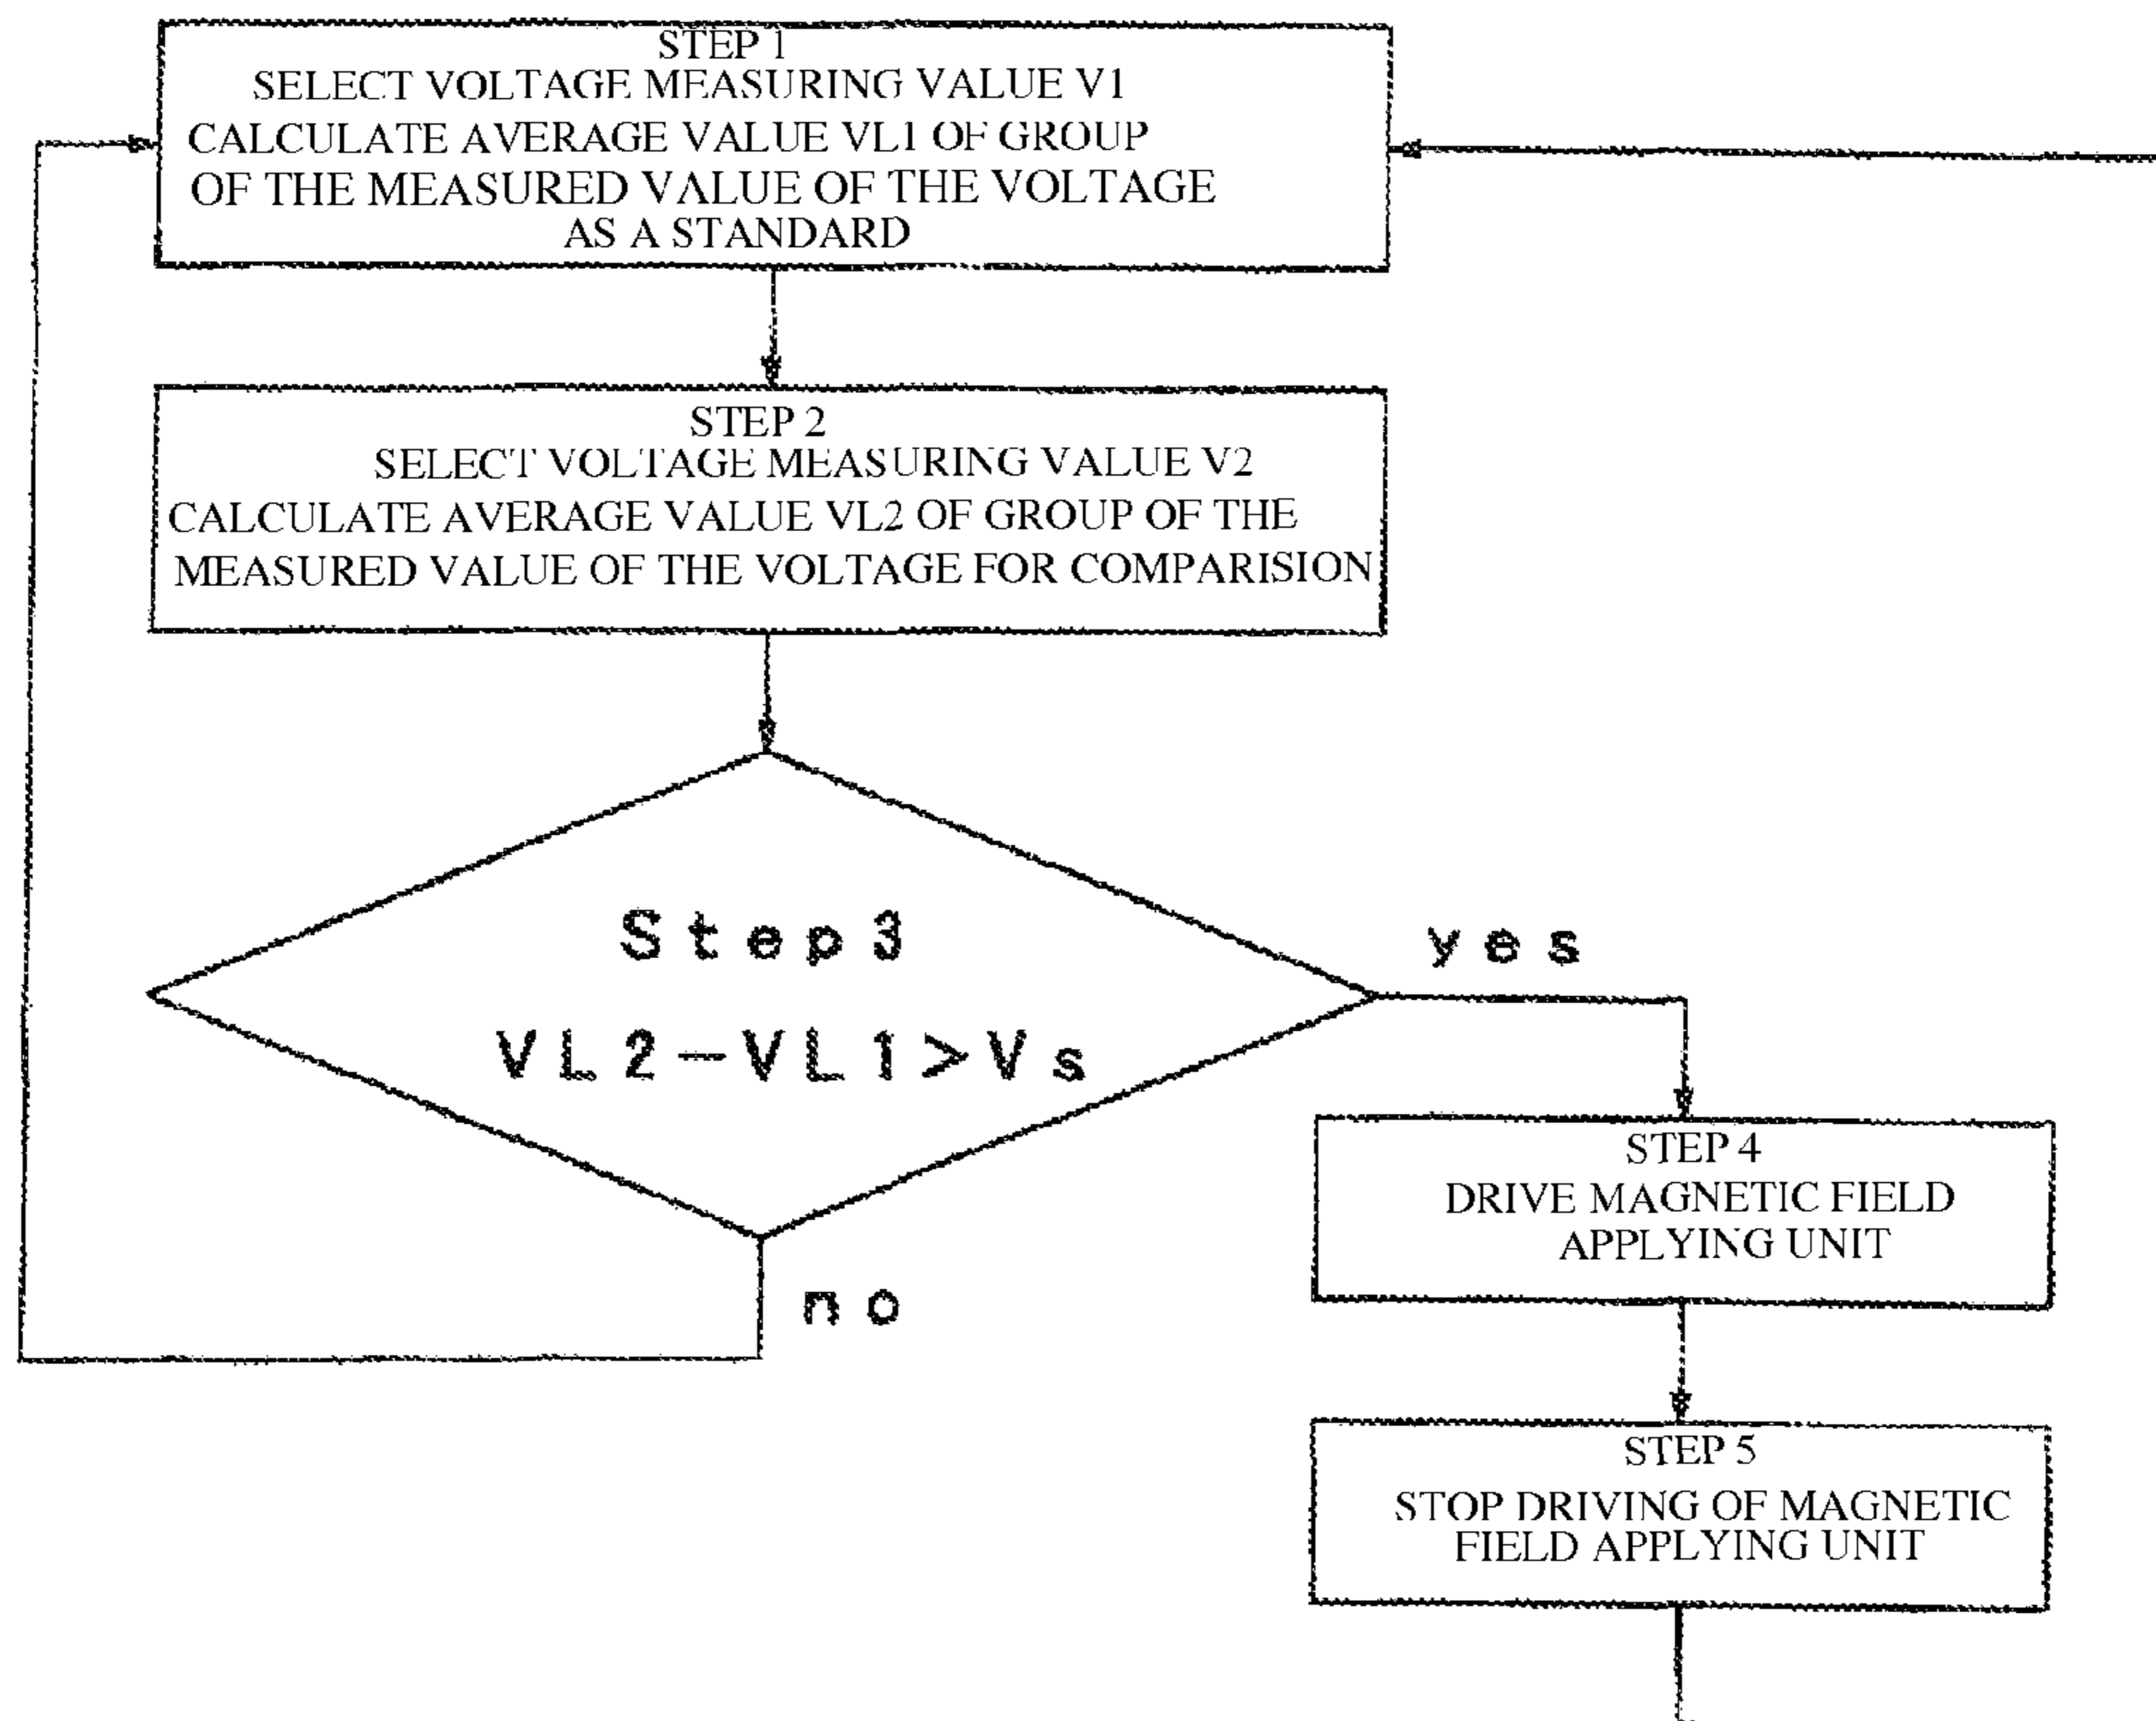 STEP 1
SELECT VOLTAGE MEASURING VALUE V1
CALCULATE AVERAGE VALUE VL1 OF GROUP
OF THE MEASURED VALUE OF THE VOLTAGE
AS A STANDARD
STEP 2
SELECT VOLTAGE MEASURING VALUE V2
CALCULATE AVERAGE VALUE VL2 OF GROUP OF THE
MEASURED VALUE OF THE VOLTAGE FOR COMPARISION
Step3
VL2-VL1>Vs
yes
no
STEP 4
DRIVE MAGNETIC FIELD
APPLYING UNIT
STEP 5
STOP DRIVING OF MAGNETIC
FIELD APPLYING UNIT